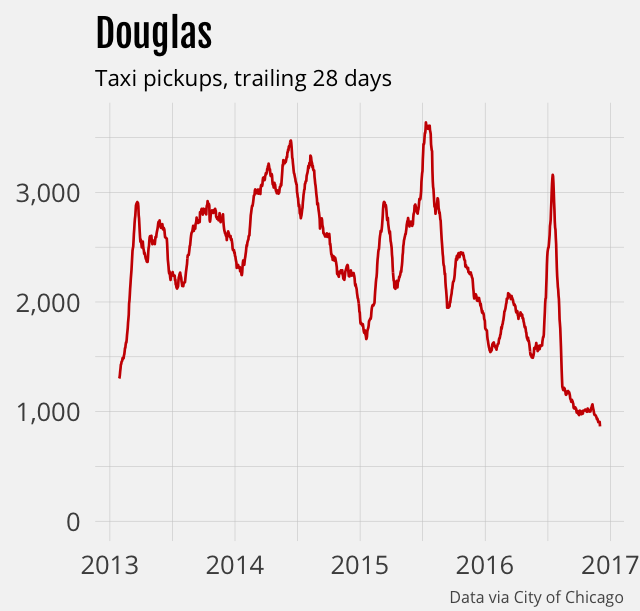 Douglas
Taxi pickups, trailing 28 days
3,000
2,000
1,000
0
2013 2014 2015 2016 2017
Data via City of Chicago